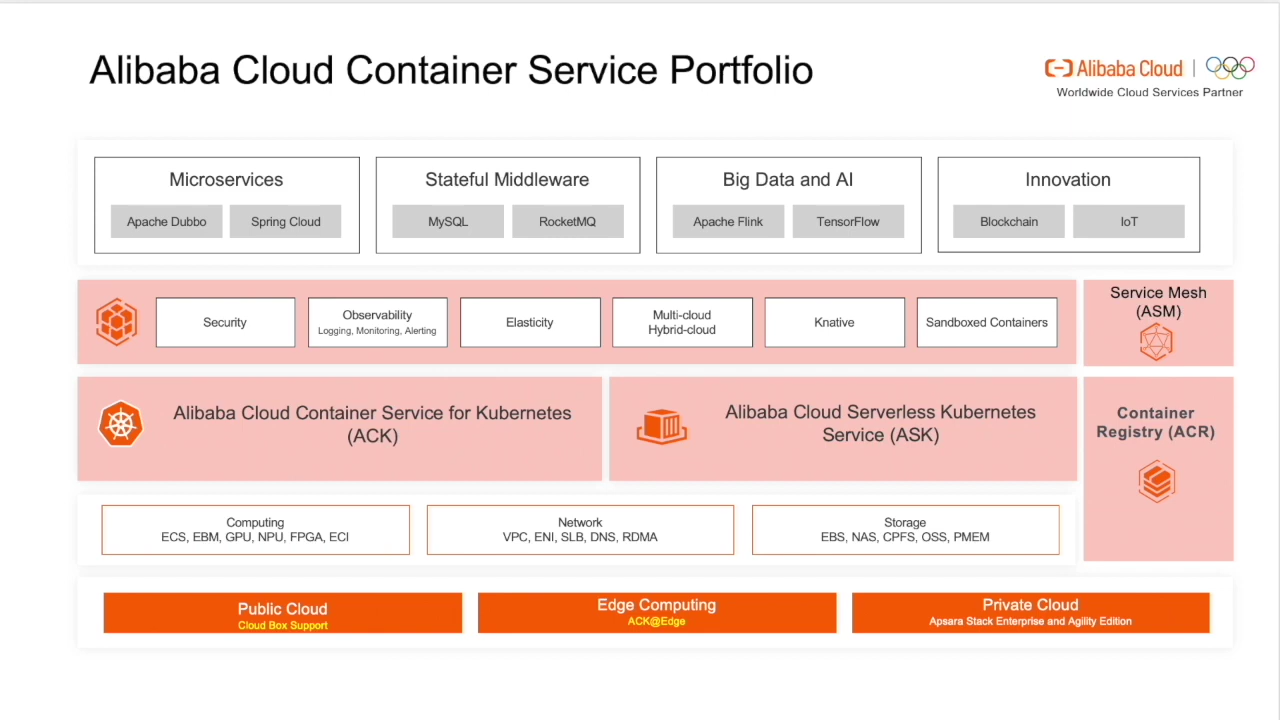 Alibaba Cloud Container Service Portfolio
Alibaba Cloud
Worldwide Cloud Services Partner
Microservices
Apache Dubbo
Spring Cloud
Stateful Middleware
MySQL
RocketMQ
Big Data and AI
Apache Flink
TensorFlow
Innovation
Blockchain
IoT
Security
Observability
Logging, Monitoring, Alerting
Elasticity
Multi-cloud
Hybrid-cloud
Knative
Sandboxed Containers
Service Mesh
(ASM)
Alibaba Cloud Container Service for Kubernetes
(ACK)
Alibaba Cloud Serverless Kubernetes
Service (ASK)
Container
Registry (ACR)
Computing
ECS, EBM, GPU, NPU, FPGA, ECI
Network
VPC, ENI, SLB, DNS, RDMA
Storage
EBS, NAS, CPFS, OSS, PMEM
Public Cloud
Cloud Box Support
Edge Computing
ACK@Edge
Private Cloud
Apsara Stack Enterprise and Agility Edition